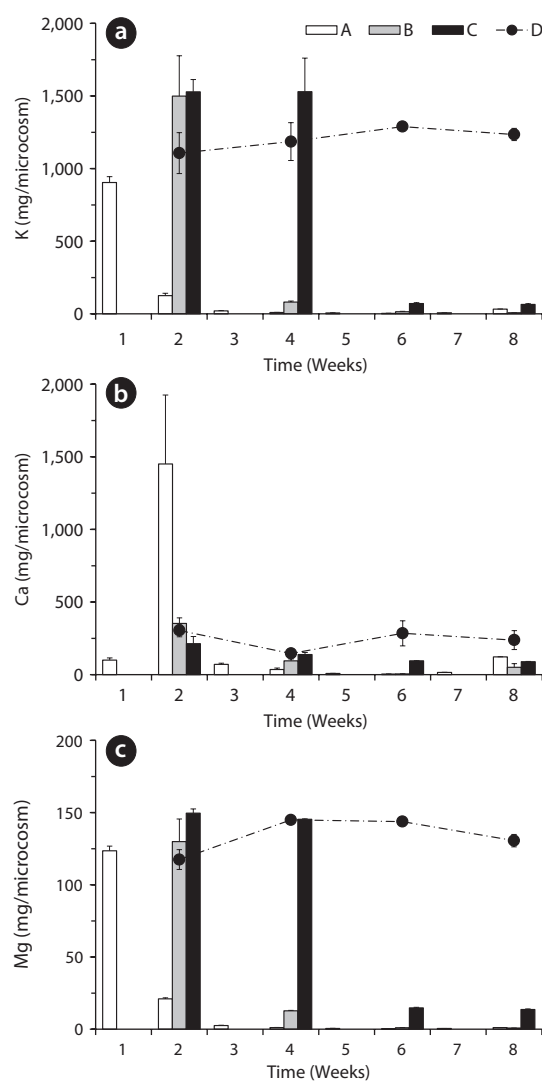 a
A B C D
2,000
1,500
1,000
500
0
K (mg/microcosm)
1 2 3 4 5 6 7 8
Time (Weeks)
b
2,000
1,500
1,000
500
0
Ca (mg/microcosm)
1 2 3 4 5 6 7 8
Time (Weeks)
c
200
150
100
50
0
Mg (mg/microcosm)
1 2 3 4 5 6 7 8
Time (Weeks)